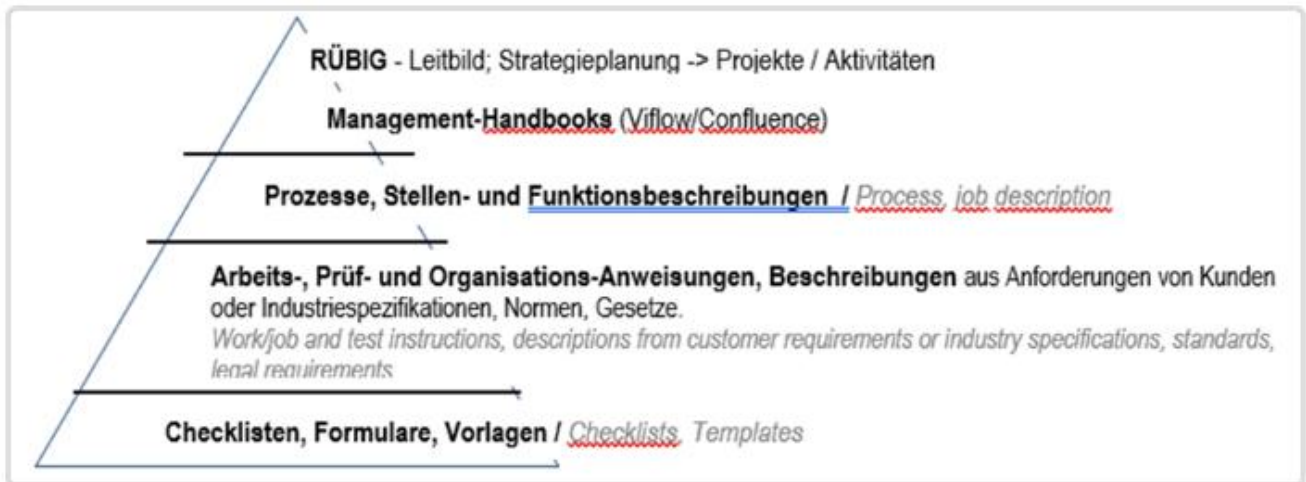 RÜBIG - Leitbild; Strategieplanung -> Projekte / Aktivitäten
Management-Handbooks (Viflow/Confluence)
Prozesse, Stellen- und Funktionsbeschreibungen / Process, job description
Arbeits-, Prüf- und Organisations-Anweisungen, Beschreibungen aus Anforderungen von Kunden
oder Industriespezifikationen, Normen, Gesetze.
Work/job and test instructions, descriptions from customer requirements or industry specifications, standards,
legal requirements
Checklisten, Formulare, Vorlagen / Checklists, Templates